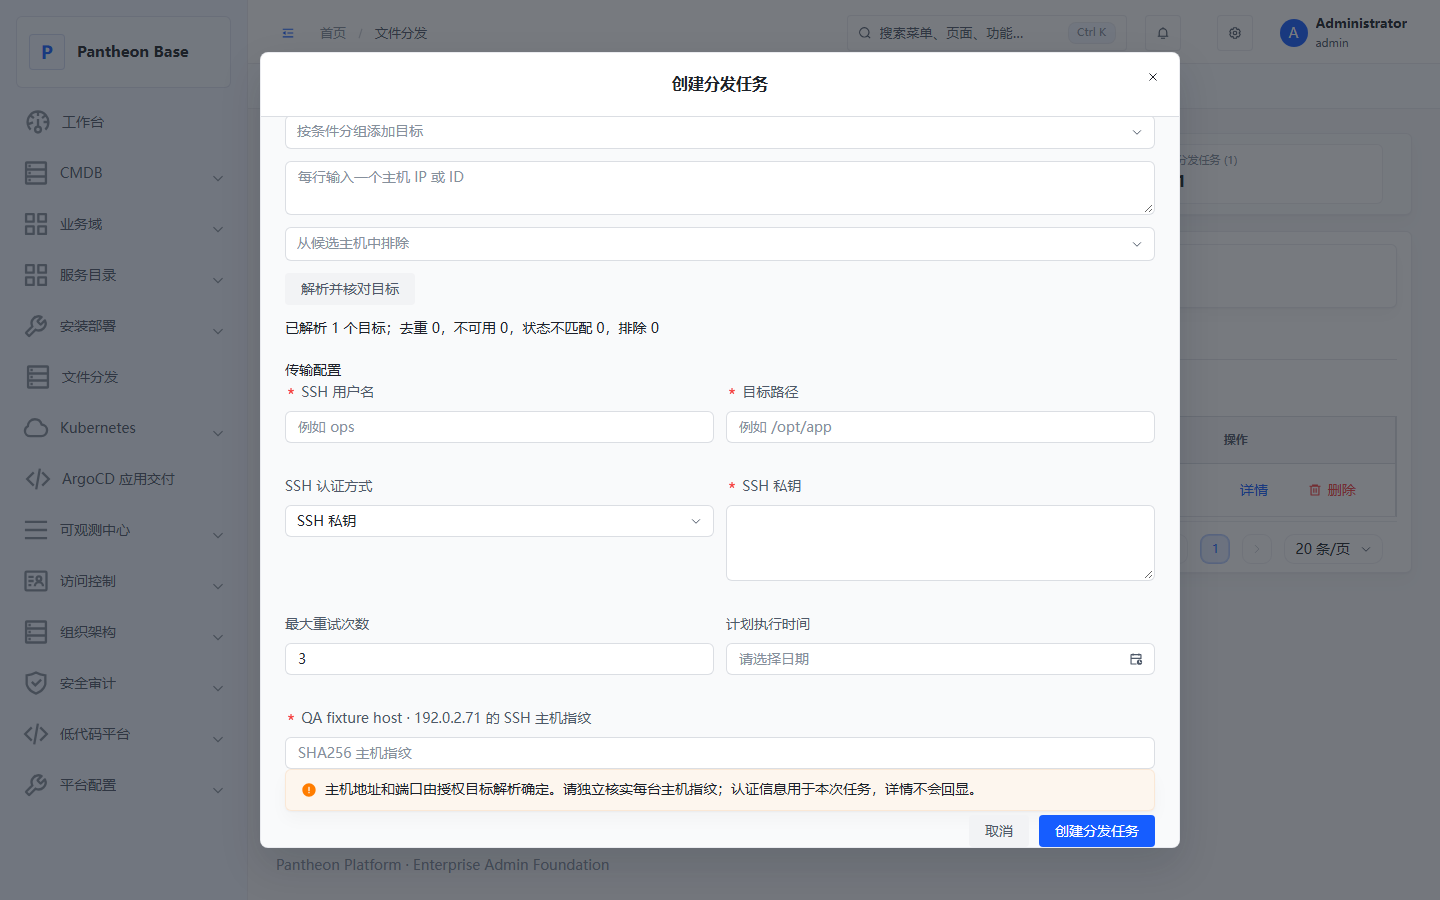 Pantheon Base
P
首页 / 文件分发
搜索菜单、页面、功能...
Ctrl K
A
Administrator
admin
工作台
CMDB
业务域
服务目录
安装部署
文件分发
Kubernetes
ArgoCD 应用交付
可观测中心
访问控制
组织架构
安全审计
低代码平台
平台配置
创建分发任务
按条件分组添加目标
每行输入一个主机 IP 或 ID
从候选主机中排除
解析并核对目标
已解析 1 个目标；去重 0，不可用 0，状态不匹配 0，排除 0
传输配置
* SSH 用户名
* 目标路径
例如 ops
例如 /opt/app
SSH 认证方式
* SSH 私钥
SSH 私钥
最大重试次数
计划执行时间
3
请选择日期
* QA fixture host · 192.0.2.71 的 SSH 主机指纹
SHA256 主机指纹
主机地址和端口由授权目标解析确定。请独立核实每台主机指纹；认证信息用于本次任务，详情不会回显。
取消
创建分发任务
分发任务 (1)
操作
详情
删除
1
20 条/页
Pantheon Platform · Enterprise Admin Foundation